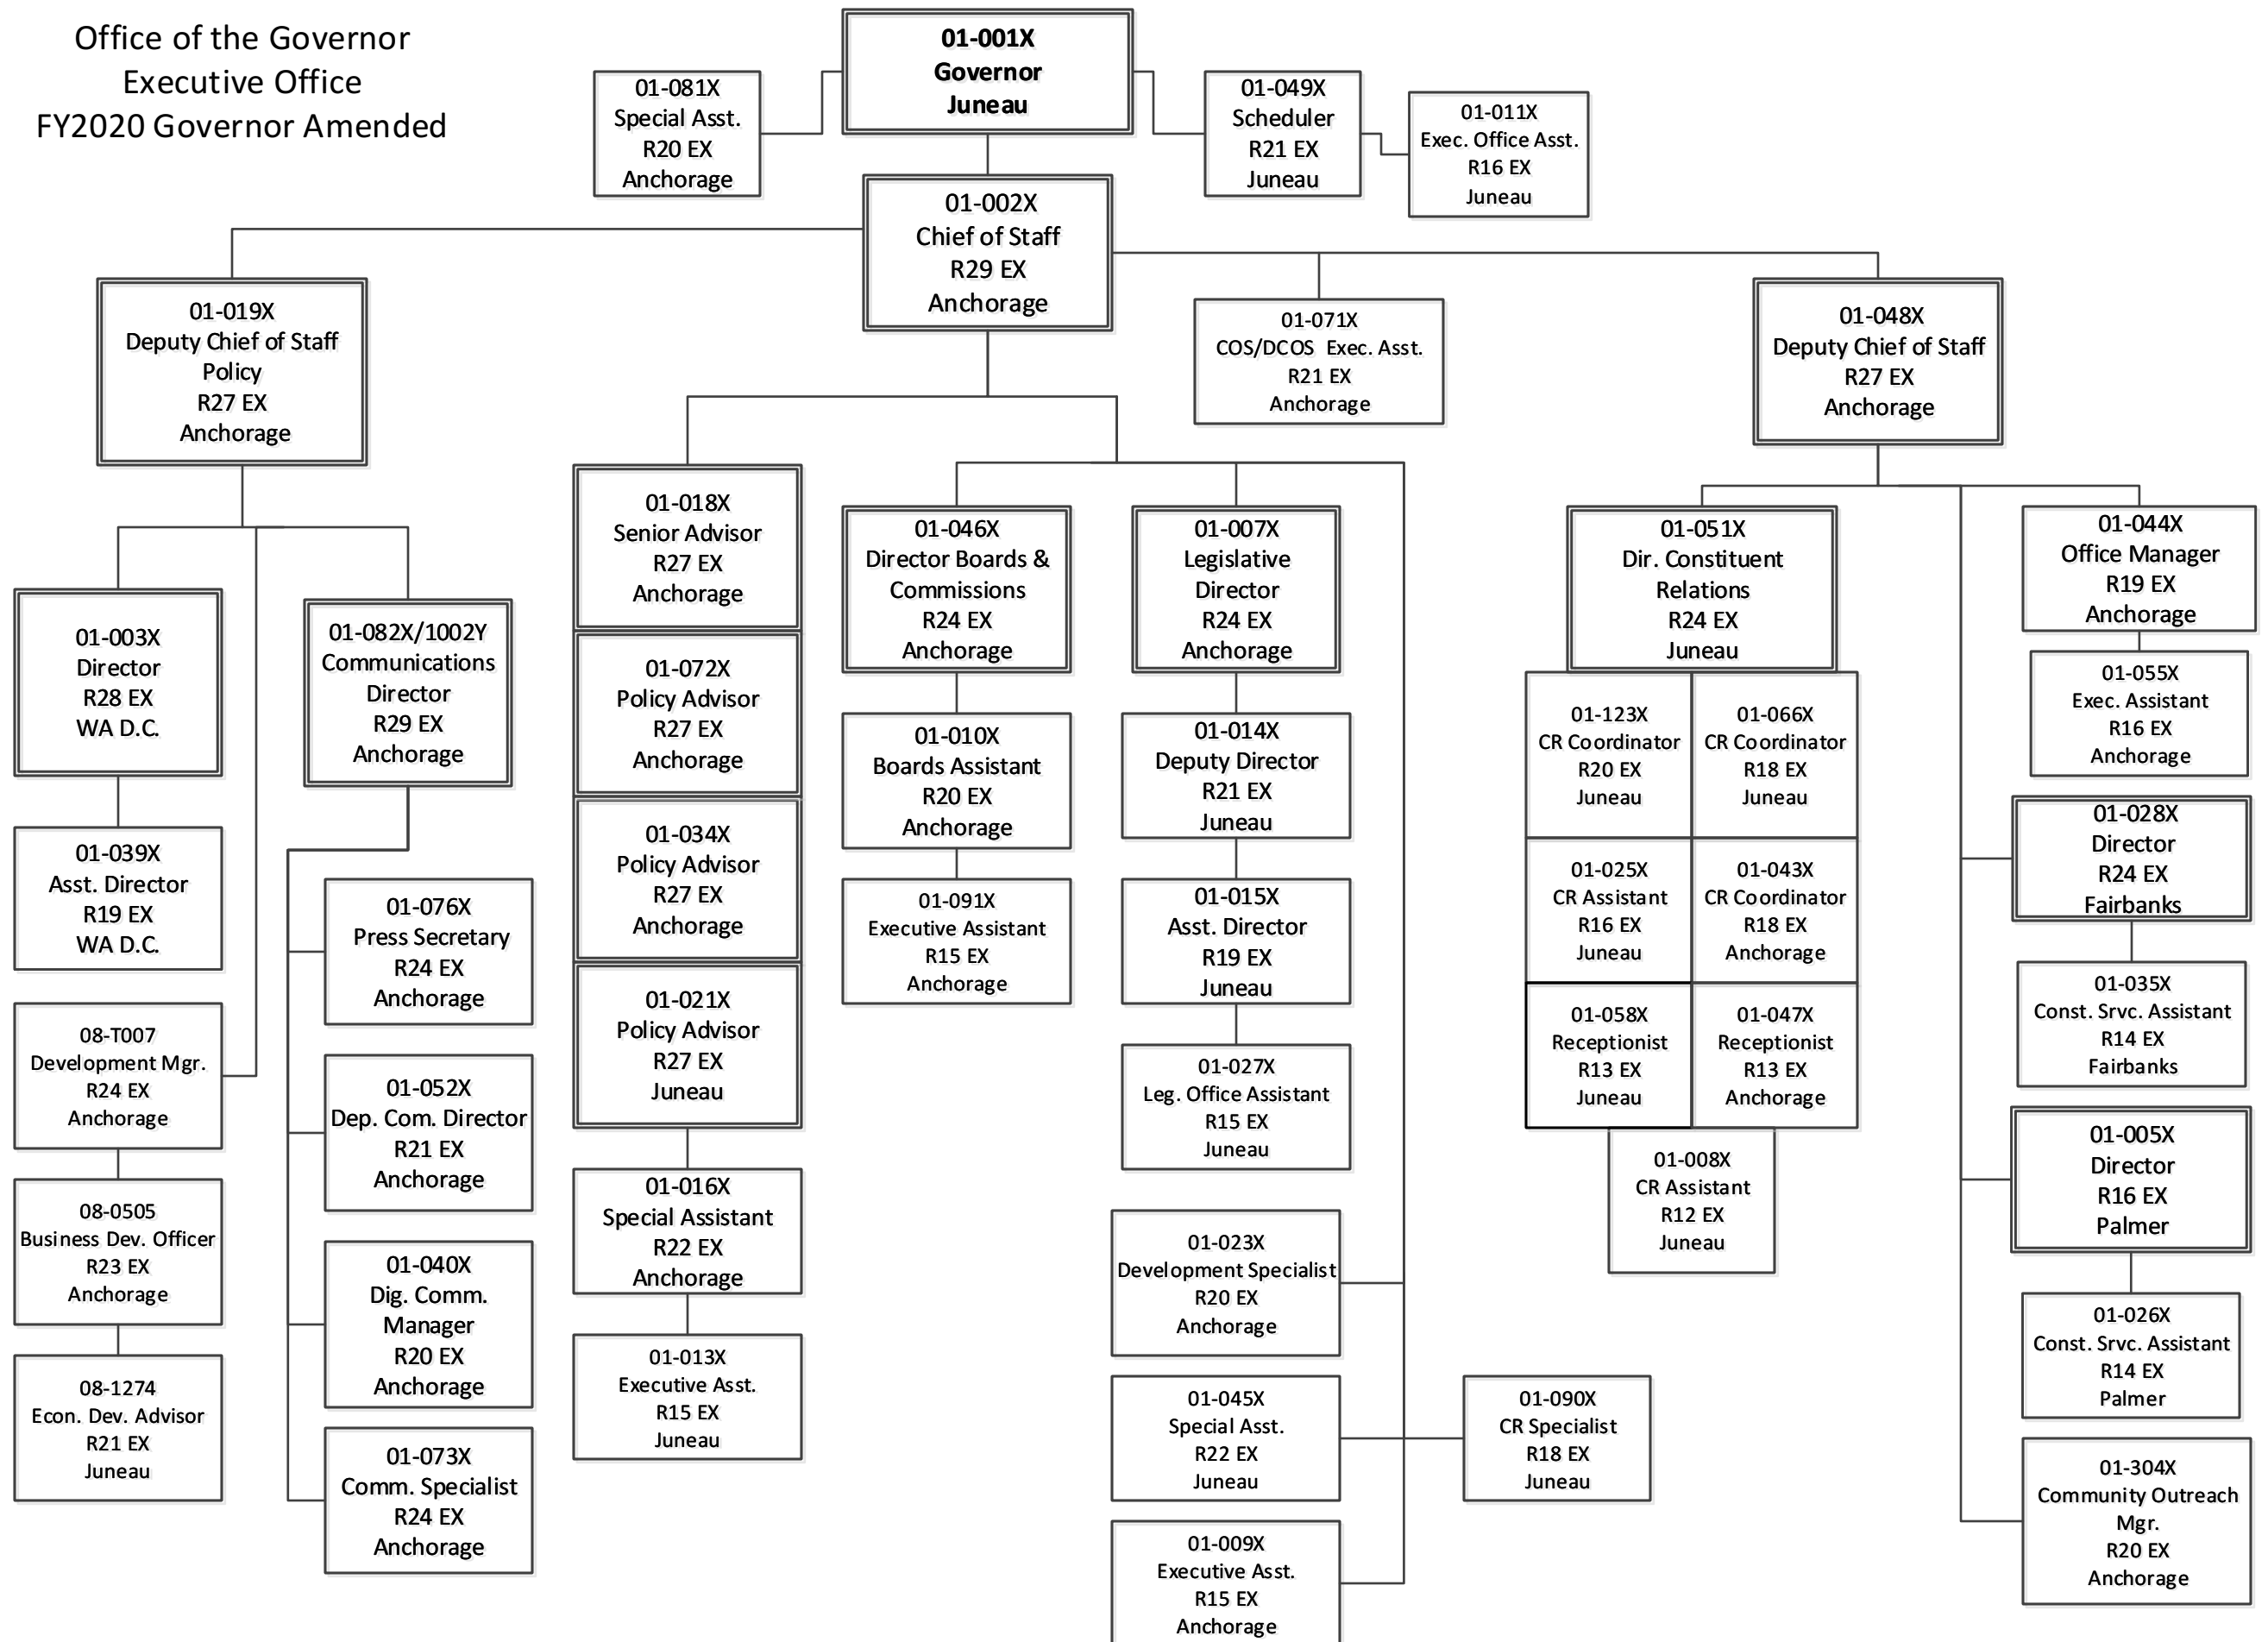 Office of the Governor
Executive Office
FY2020 Governor Amended
01-001X
Governor
Juneau
01-081X
Special Asst.
R20 EX
Anchorage
01-049X
Scheduler
R21 EX
Juneau
01-011X
Exec. Office Asst.
R16 EX
Juneau
01-002X
Chief of Staff
R29 EX
Anchorage
01-019X
Deputy Chief of Staff
Policy
R27 EX
Anchorage
01-071X
COS/DCOS Exec. Asst.
R21 EX
Anchorage
01-048X
Deputy Chief of Staff
R27 EX
Anchorage
01-003X
Director
R28 EX
WA D.C.
01-039X
Asst. Director
R19 EX
WA D.C.
08-T007
Development Mgr.
R24 EX
Anchorage
08-0505
Business Dev. Officer
R23 EX
Anchorage
08-1274
Econ. Dev. Advisor
R21 EX
Juneau
01-082X/1002Y
Communications
Director
R29 EX
Anchorage
01-076X
Press Secretary
R24 EX
Anchorage
01-052X
Dep. Com. Director
R21 EX
Anchorage
01-040X
Dig. Comm.
Manager
R20 EX
Anchorage
01-073X
Comm. Specialist
R24 EX
Anchorage
01-018X
Senior Advisor
R27 EX
Anchorage
01-072X
Policy Advisor
R27 EX
Anchorage
01-034X
Policy Advisor
R27 EX
Anchorage
01-021X
Policy Advisor
R27 EX
Juneau
01-016X
Special Assistant
R22 EX
Anchorage
01-013X
Executive Asst.
R15 EX
Juneau
01-046X
Director Boards &
Commissions
R24 EX
Anchorage
01-010X
Boards Assistant
R20 EX
Anchorage
01-091X
Executive Assistant
R15 EX
Anchorage
01-007X
Legislative
Director
R24 EX
Anchorage
01-014X
Deputy Director
R21 EX
Juneau
01-015X
Asst. Director
R19 EX
Juneau
01-027X
Leg. Office Assistant
R15 EX
Juneau
01-023X
Development Specialist
R20 EX
Anchorage
01-045X
Special Asst.
R22 EX
Juneau
01-090X
CR Specialist
R18 EX
Juneau
01-009X
Executive Asst.
R15 EX
Anchorage
01-051X
Dir. Constituent
Relations
R24 EX
Juneau
01-123X
CR Coordinator
R20 EX
Juneau
01-066X
CR Coordinator
R18 EX
Juneau
01-025X
CR Assistant
R16 EX
Juneau
01-043X
CR Coordinator
R18 EX
Anchorage
01-058X
Receptionist
R13 EX
Juneau
01-047X
Receptionist
R13 EX
Anchorage
01-008X
CR Assistant
R12 EX
Juneau
01-044X
Office Manager
R19 EX
Anchorage
01-055X
Exec. Assistant
R16 EX
Anchorage
01-028X
Director
R24 EX
Fairbanks
01-035X
Const. Srvc. Assistant
R14 EX
Fairbanks
01-005X
Director
R16 EX
Palmer
01-026X
Const. Srvc. Assistant
R14 EX
Palmer
01-304X
Community Outreach
Mgr.
R20 EX
Anchorage